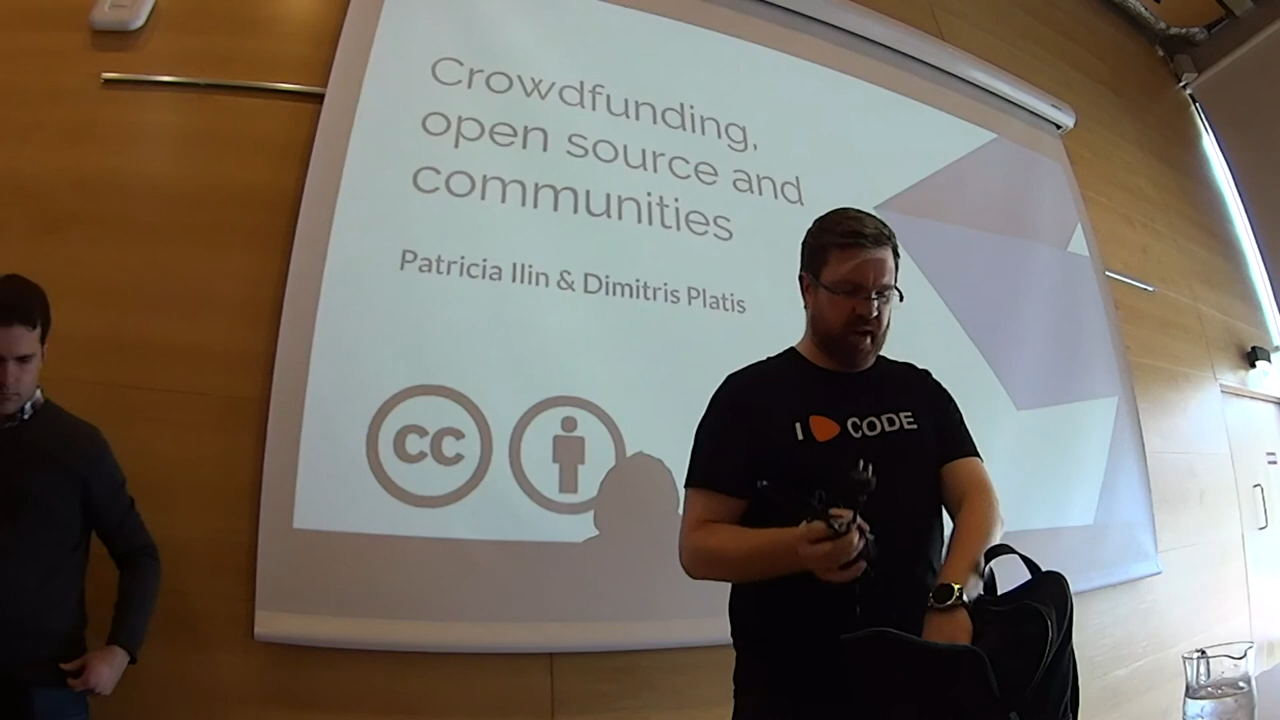 Crowdfunding,
open source and
communities
Patricia Ilin & Dimitris Platis
cc
I CODE